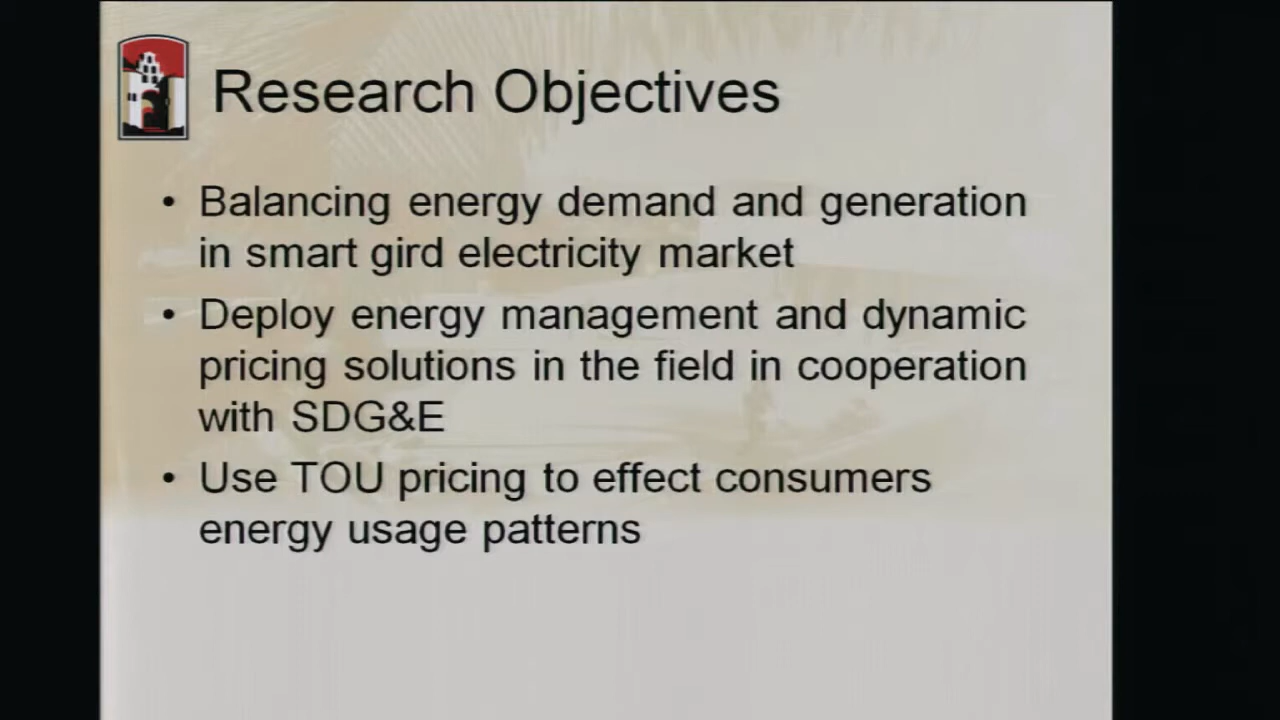 Research Objectives
• Balancing energy demand and generation
in smart gird electricity market
• Deploy energy management and dynamic
pricing solutions in the field in cooperation
with SDG&E
• Use TOU pricing to effect consumers
energy usage patterns